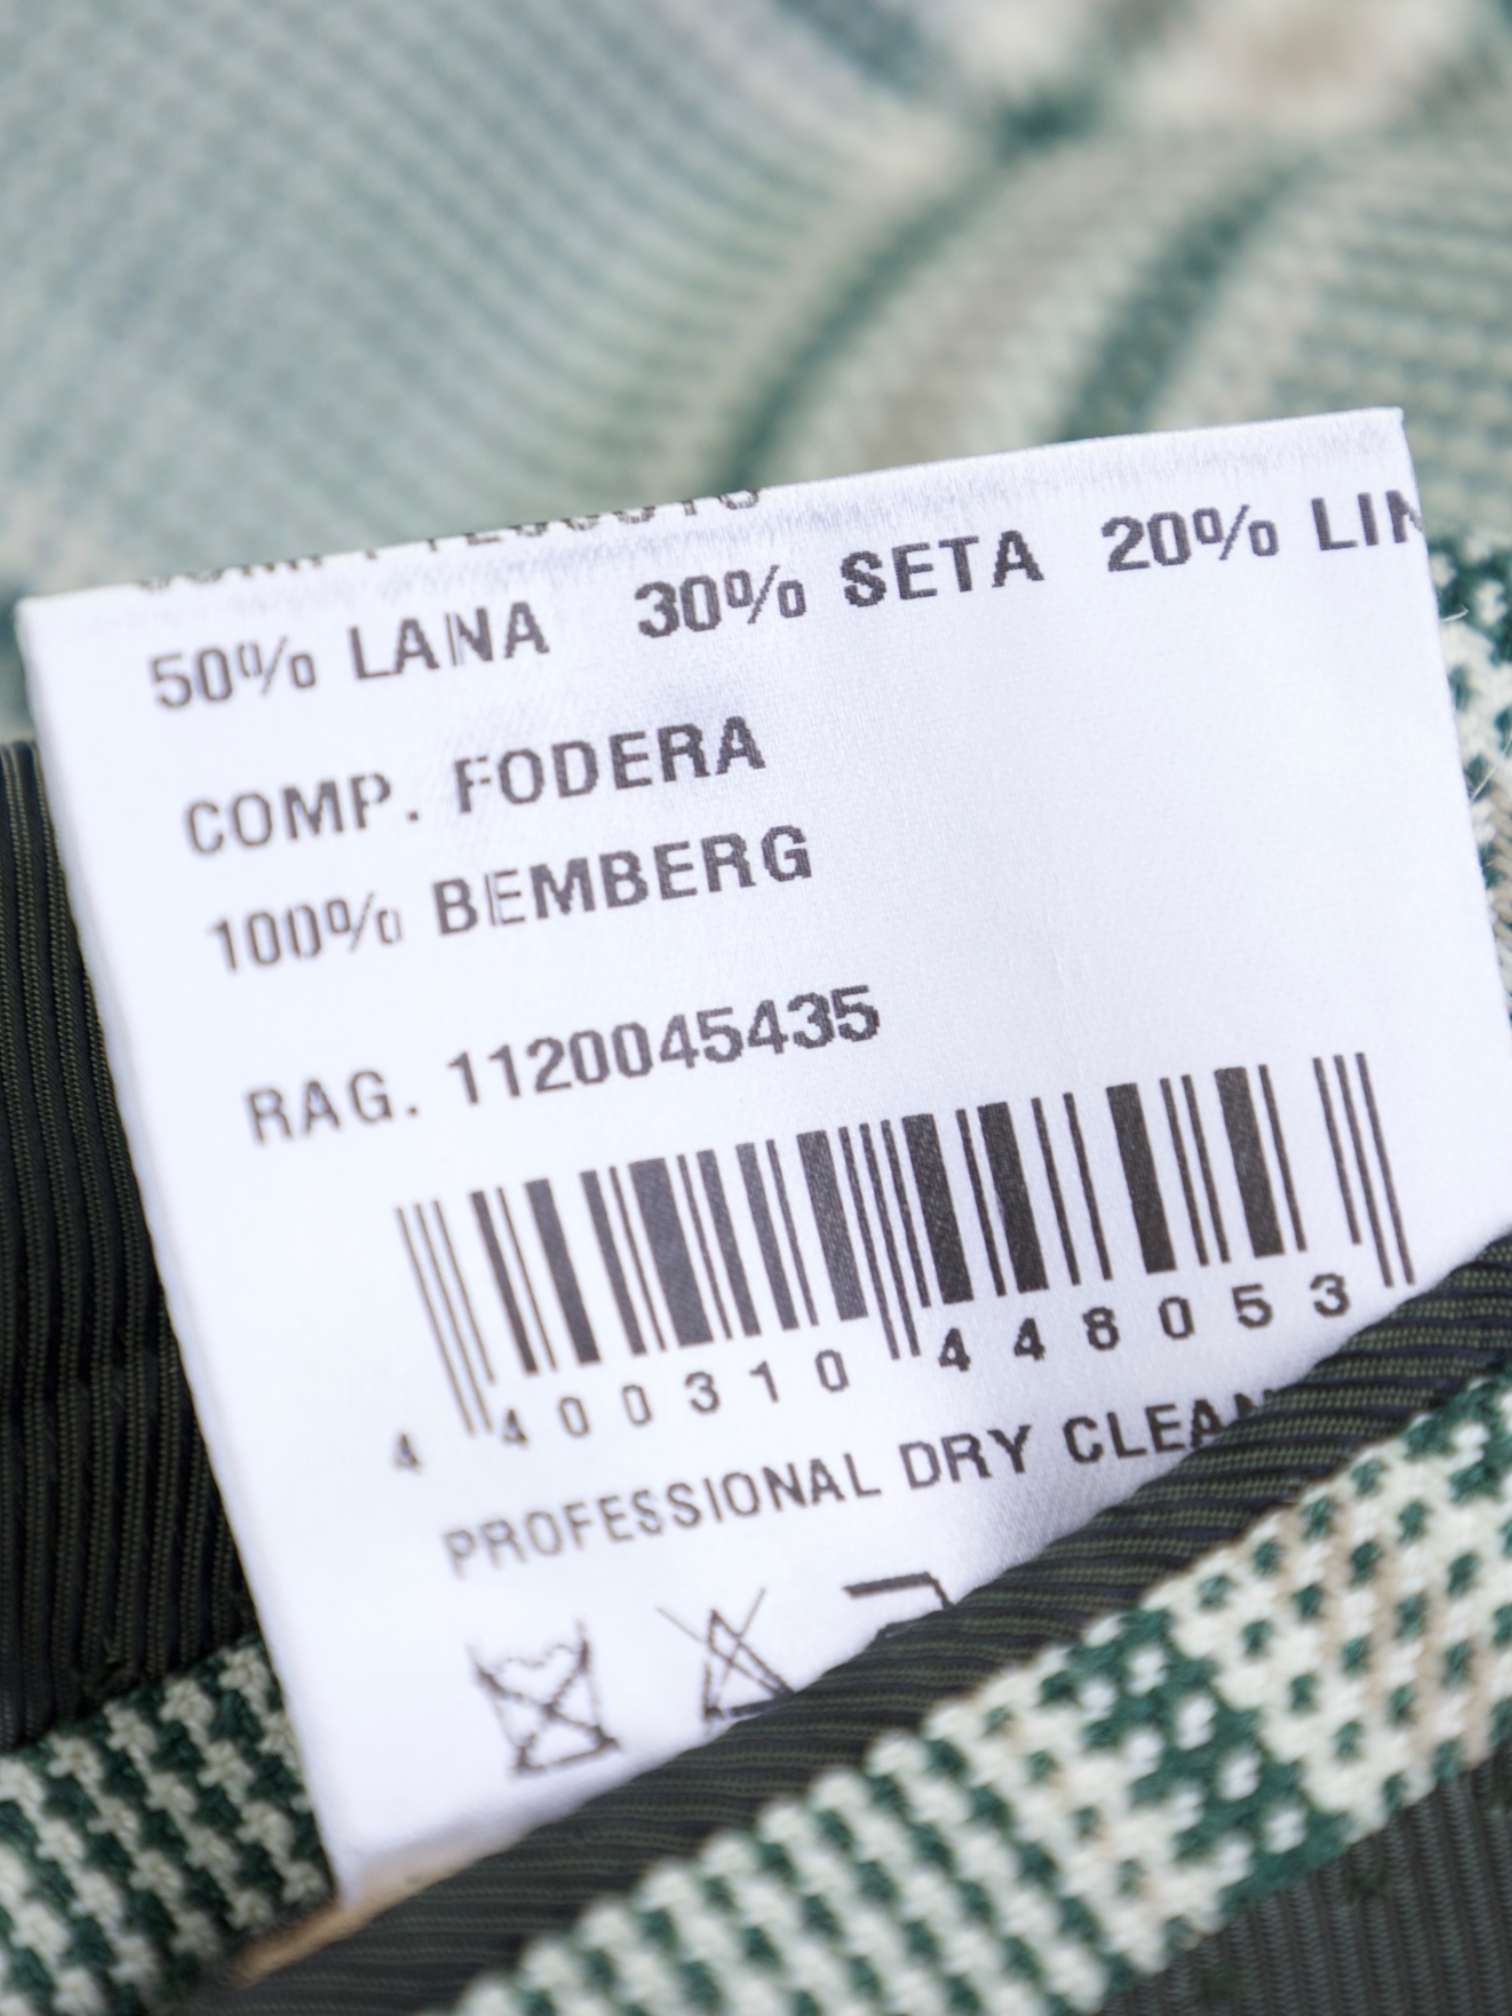 50% LANA 30% SETA 20% LIN
COMP. FODERA
100% BEMBERG
RAG. 1120045435
4 400310 448053
PROFESSIONAL DRY CLEAN